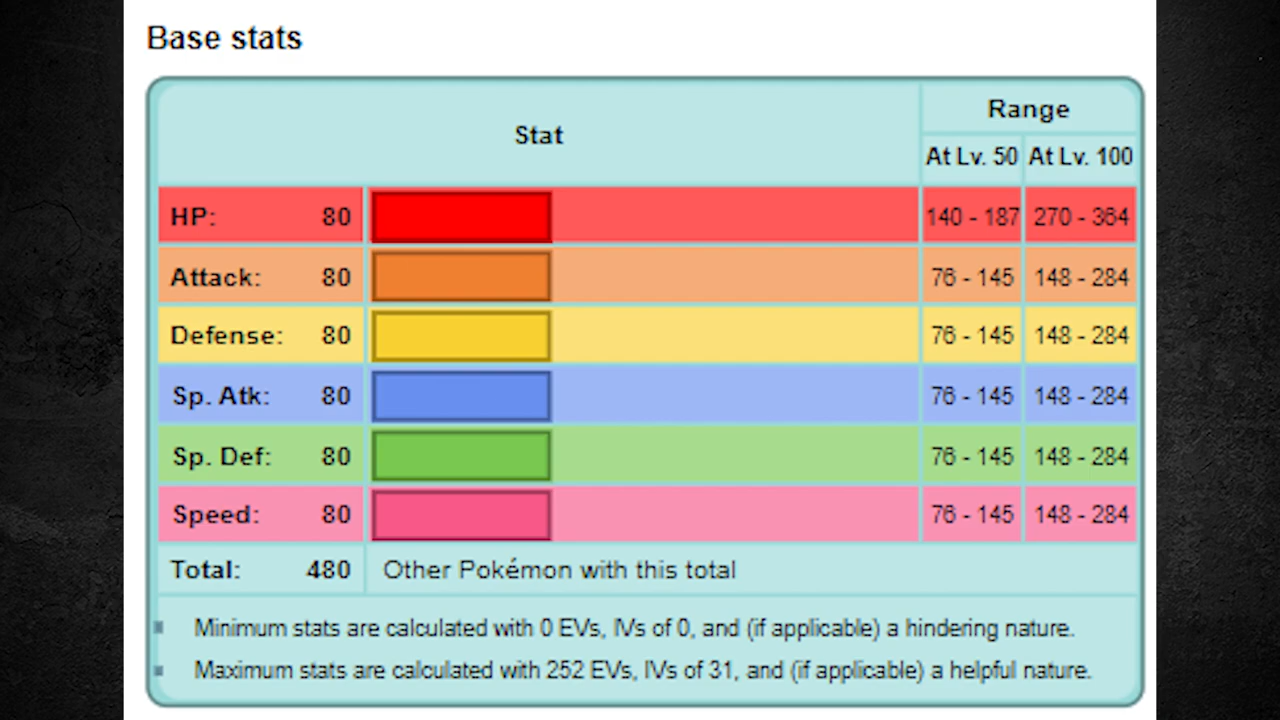 Base stats
Stat
Range
At Lv. 50 At Lv. 100
HP: 80 140 - 187 270 - 364
Attack: 80 76 - 145 148 - 284
Defense: 80 76 - 145 148 - 284
Sp. Atk: 80 76 - 145 148 - 284
Sp. Def: 80 76 - 145 148 - 284
Speed: 80 76 - 145 148 - 284
Total: 480 Other Pokémon with this total
Minimum stats are calculated with 0 EVs, IVs of 0, and (if applicable) a hindering nature.
Maximum stats are calculated with 252 EVs, IVs of 31, and (if applicable) a helpful nature.